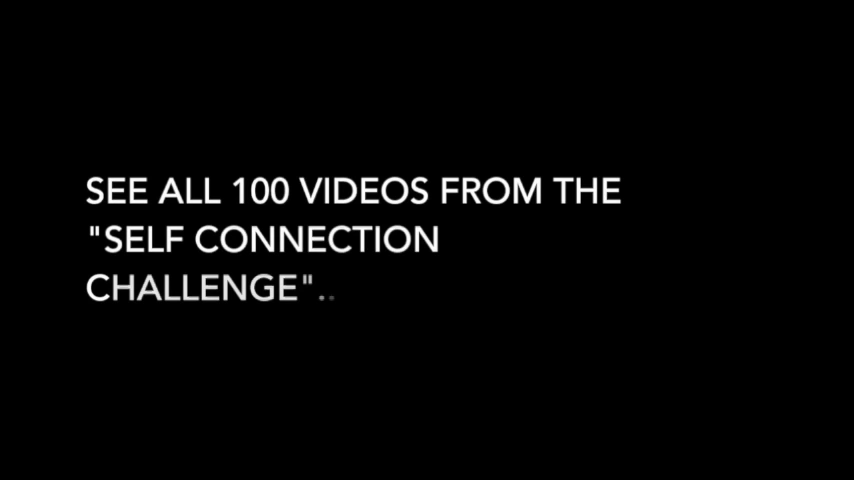 SEE ALL 100 VIDEOS FROM THE
"SELF CONNECTION
CHALLENGE"..